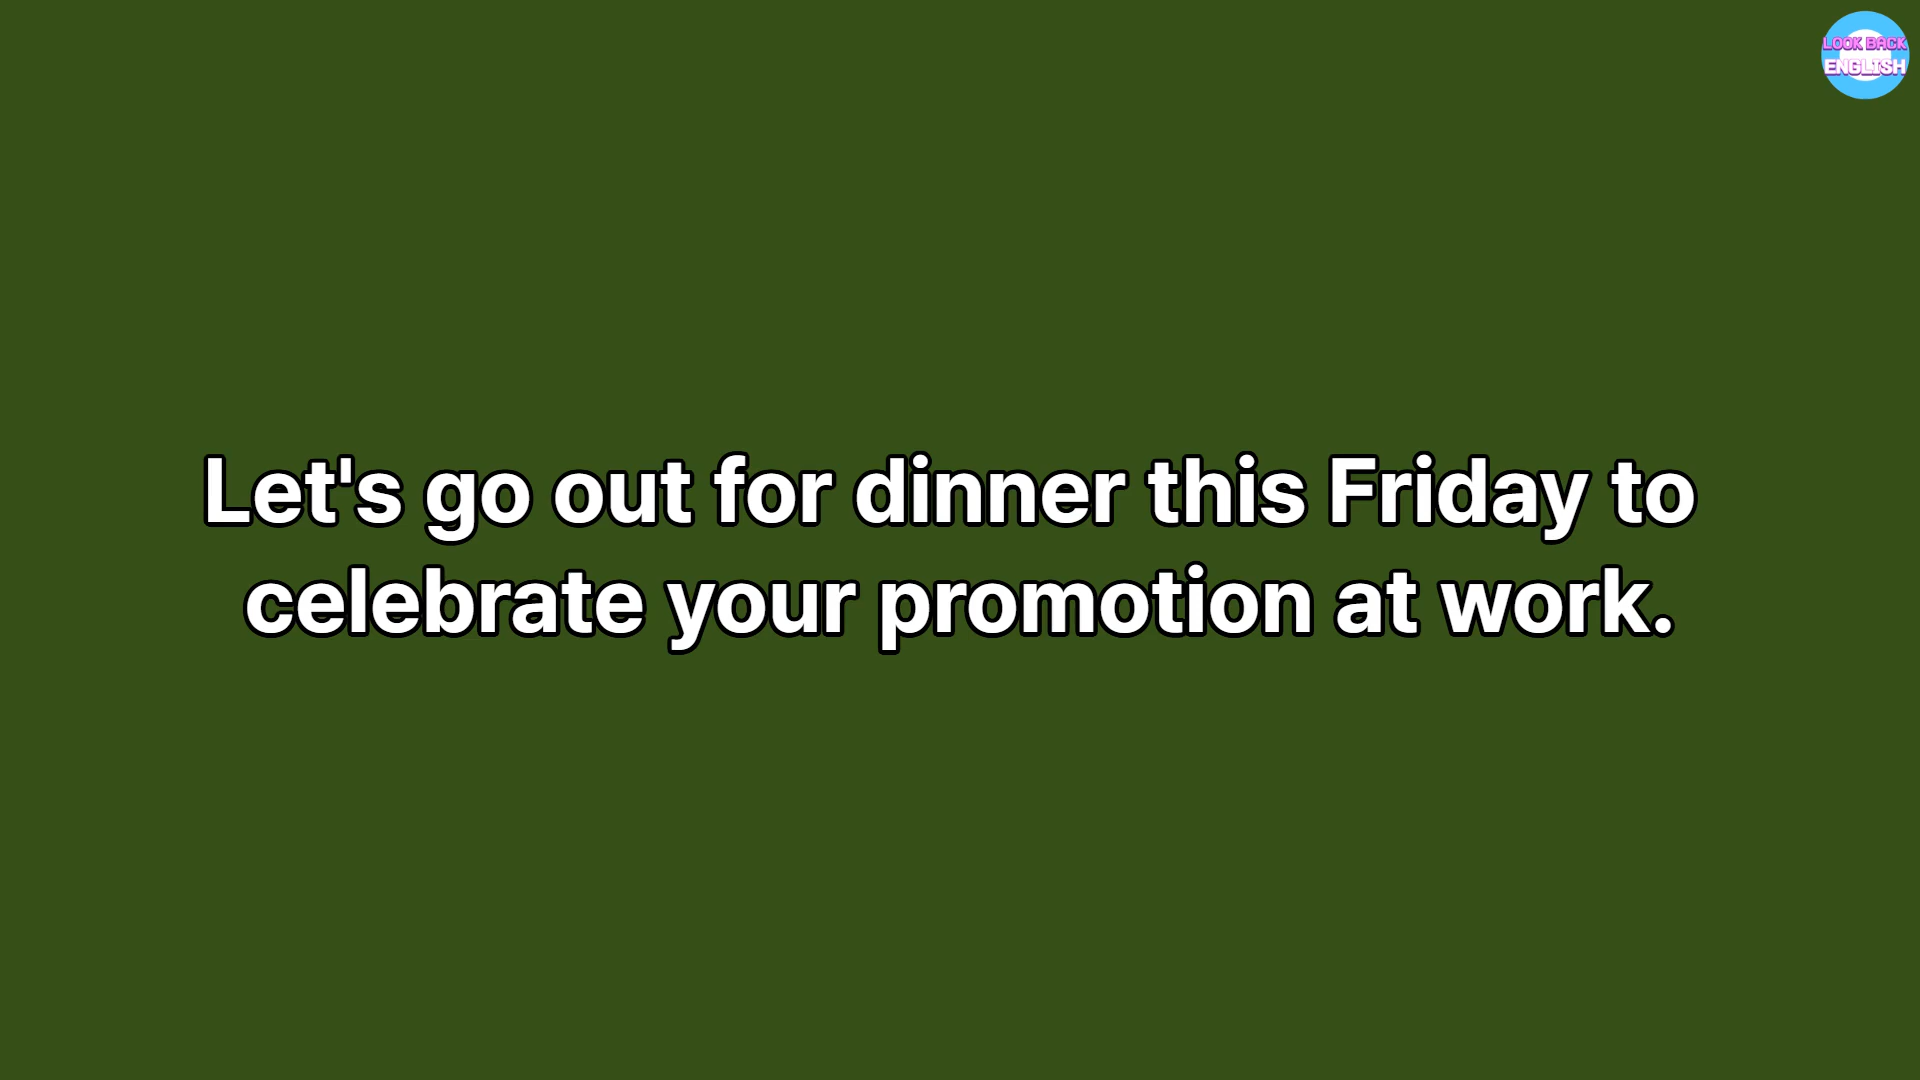 LOOK BACK
ENGLISH
Let's go out for dinner this Friday to
celebrate your promotion at work.